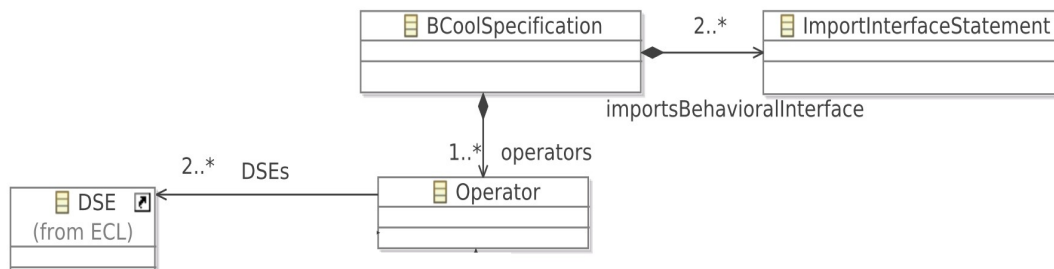 BCoolSpecification
2..*
ImportInterfaceStatement
importsBehavioralInterface
1..* operators
2..* DSEs
Operator
DSE
(from ECL)